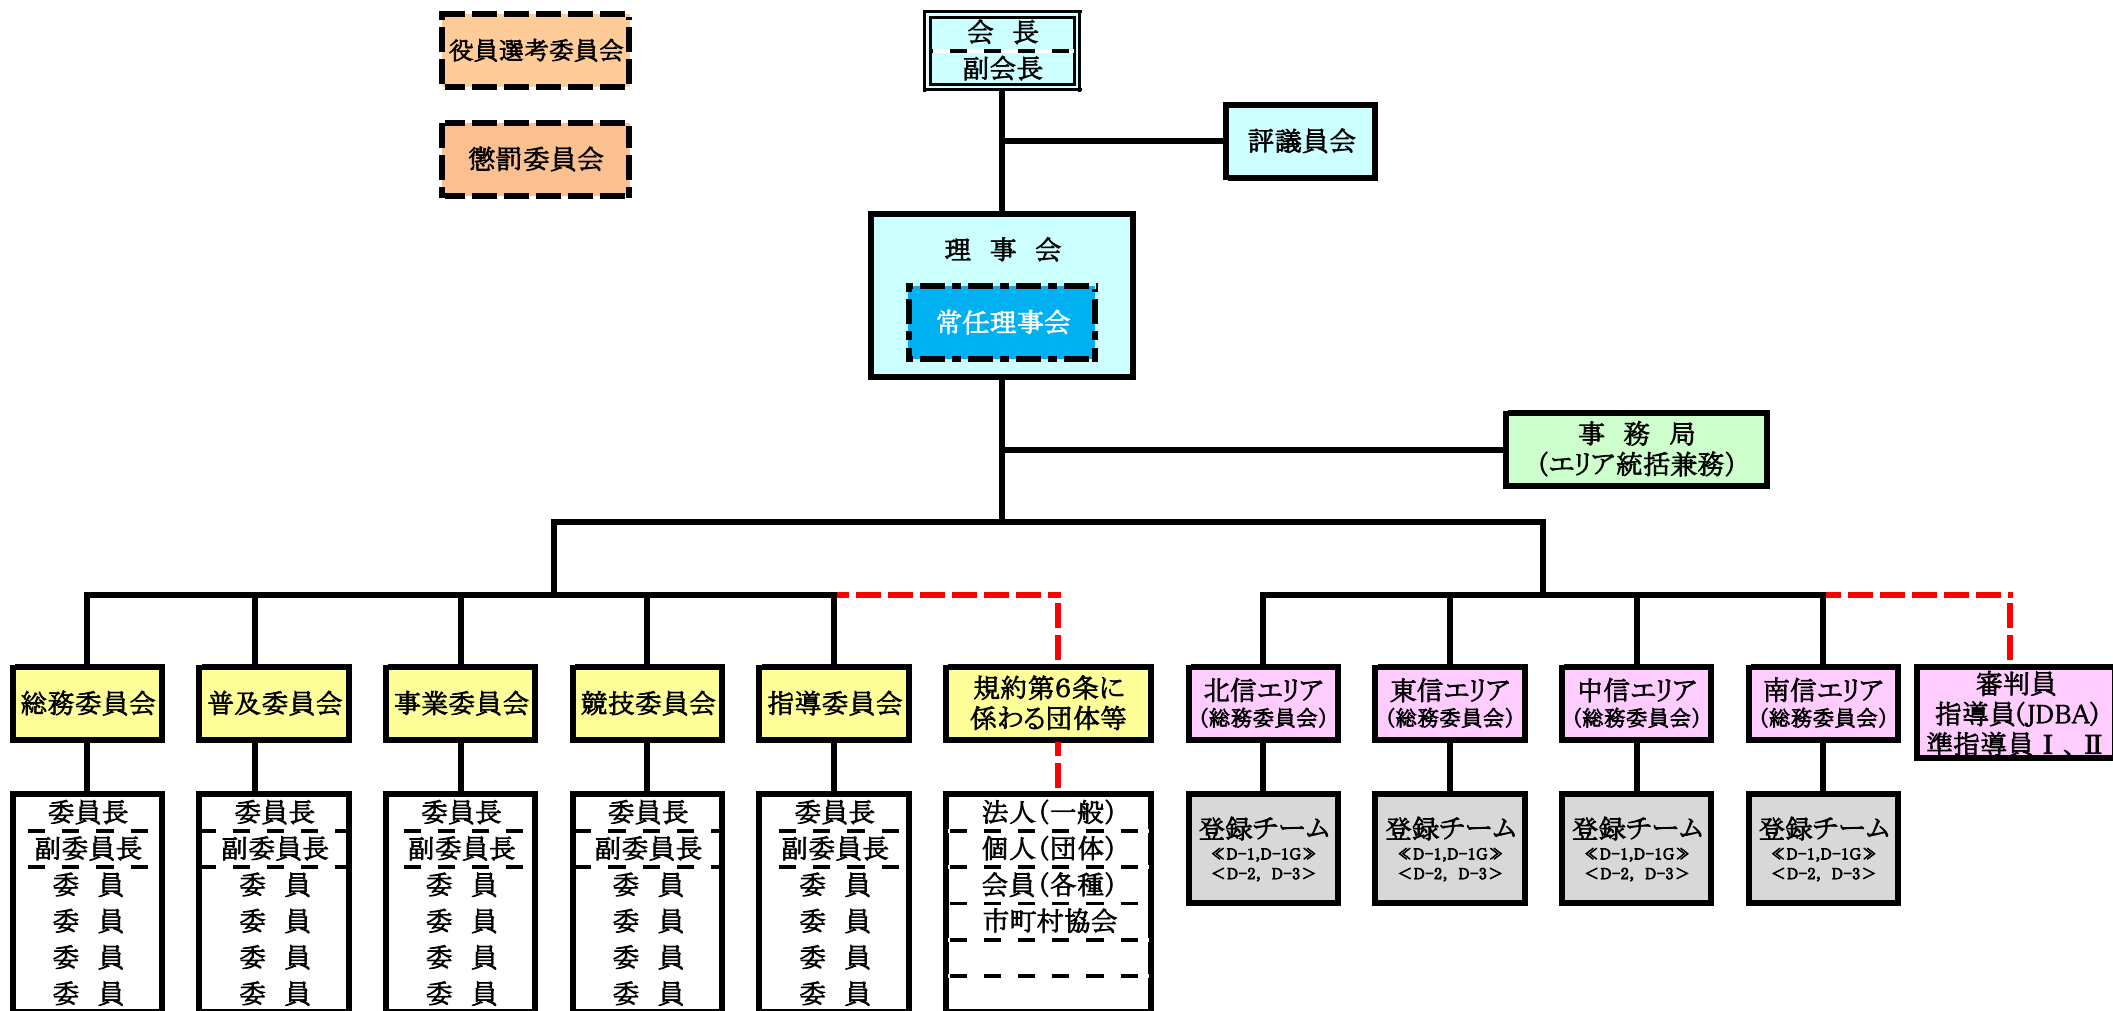 役員選考委員会
会　長
副会長
懲罰委員会
評議員会
理　事　会
常任理事会
事　務　局
（エリア統括兼務）
総務委員会
普及委員会
事業委員会
競技委員会
指導委員会
規約第6条に
係わる団体等
北信エリア
（総務委員会）
東信エリア
（総務委員会）
中信エリア
（総務委員会）
南信エリア
（総務委員会）
審判員
指導員(JDBA)
準指導員Ⅰ、Ⅱ
委員長
副委員長
委　員
委　員
委　員
委　員
委員長
副委員長
委　員
委　員
委　員
委　員
委員長
副委員長
委　員
委　員
委　員
委　員
委員長
副委員長
委　員
委　員
委　員
委　員
委員長
副委員長
委　員
委　員
委　員
委　員
法人（一般）
個人（団体）
会員（各種）
市町村協会
登録チーム
≪D-1,D-1G≫
＜D-2, D-3＞
登録チーム
≪D-1,D-1G≫
＜D-2, D-3＞
登録チーム
≪D-1,D-1G≫
＜D-2, D-3＞
登録チーム
≪D-1,D-1G≫
＜D-2, D-3＞